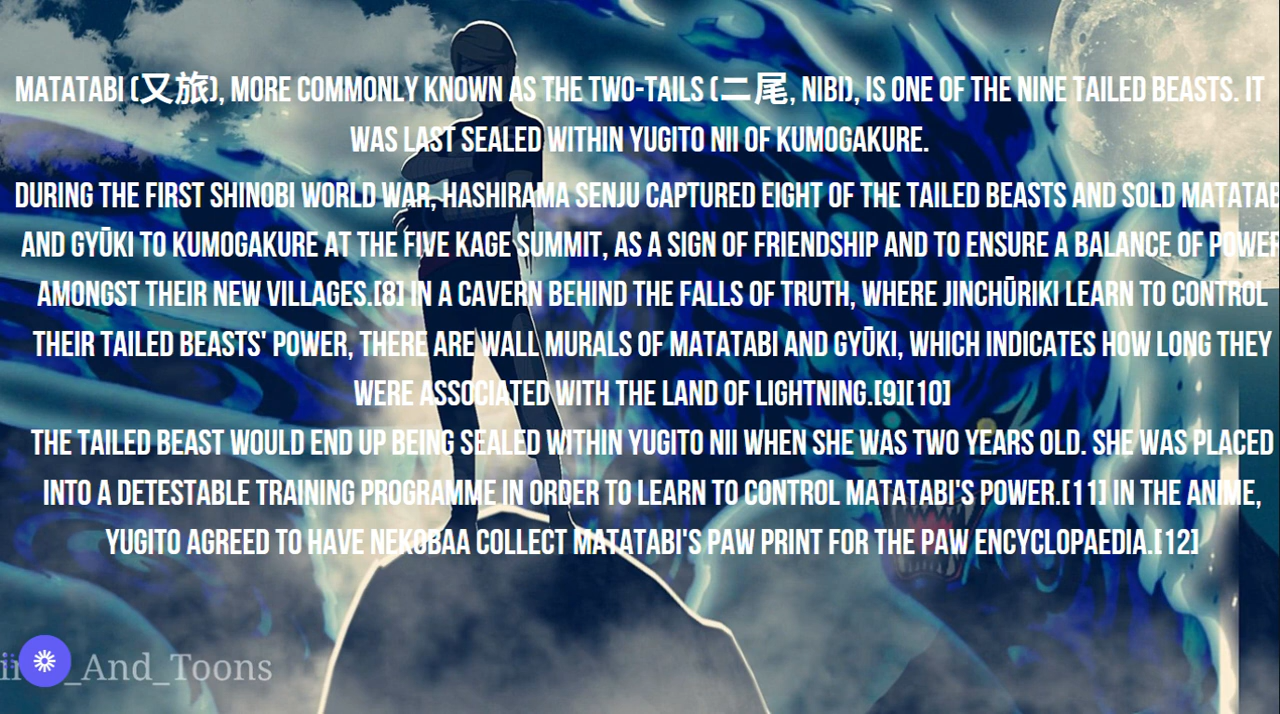 MATATABI (又旅), MORE COMMONLY KNOWN AS THE TWO-TAILS (二尾, NIBI), IS ONE OF THE NINE TAILED BEASTS. IT
WAS LAST SEALED WITHIN YUGITO NII OF KUMOGAKURE.
DURING THE FIRST SHINOBI WORLD WAR, HASHIRAMA SENJU CAPTURED EIGHT OF THE TAILED BEASTS AND SOLD
AND GYŪKI TO KUMOGAKURE AT THE FIVE KAGE SUMMIT, AS A SIGN OF FRIENDSHIP AND TO ENSURE A BALANCE OF POWER
AMONGST THEIR NEW VILLAGES.[8] IN A CAVERN BEHIND THE FALLS OF TRUTH, WHERE JINCHŪRIKI LEARN TO CONTROL
THEIR TAILED BEASTS' POWER, THERE ARE WALL MURALS OF MATATABI AND GYŪKI, WHICH INDICATES HOW LONG THEY
WERE ASSOCIATED WITH THE LAND OF LIGHTNING.[9][10]
THE TAILED BEAST WOULD END UP BEING SEALED WITHIN YUGITO NII WHEN SHE WAS TWO YEARS OLD. SHE WAS PLACED
INTO A DETESTABLE TRAINING PROGRAMME IN ORDER TO LEARN TO CONTROL MATATABI'S POWER.[11] IN THE ANIME,
YUGITO AGREED TO HAVE NEKOBAA COLLECT MATATABI'S PAW PRINT FOR THE PAW ENCYCLOPAEDIA.[12]
_And_Toons